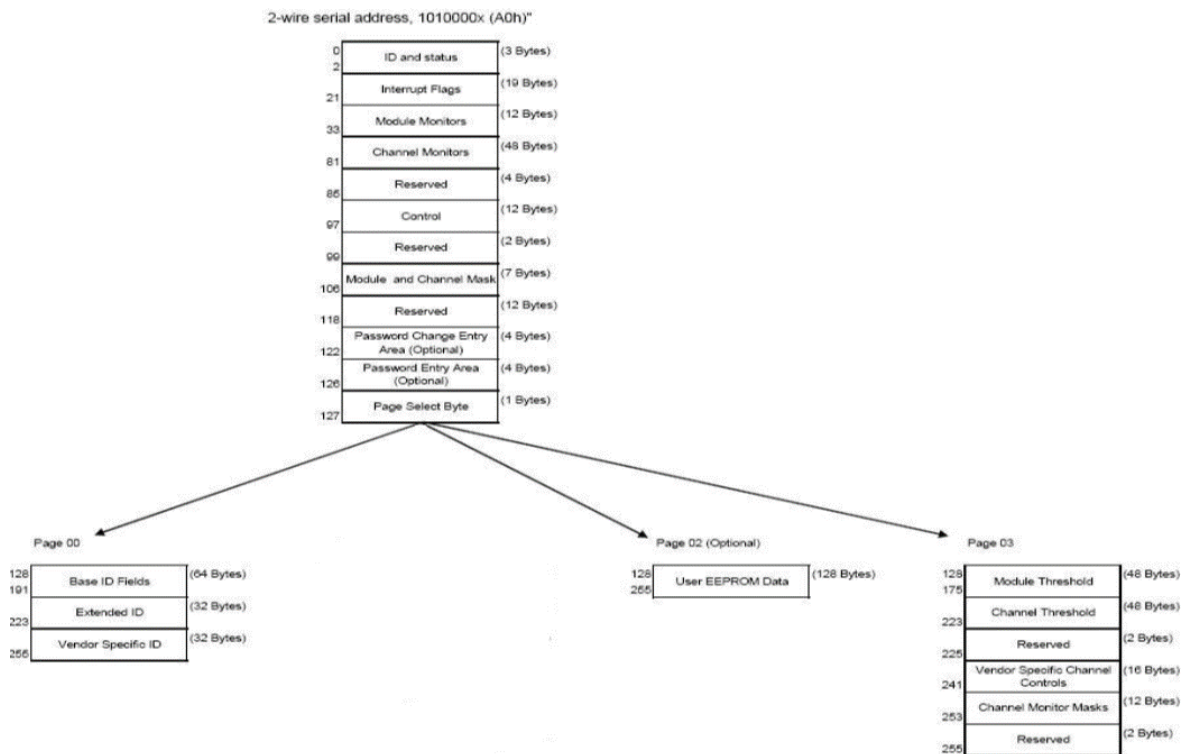 2-wire serial address, 1010000x (A0h)"
0
2
ID and status
(3 Bytes)
21
Interrupt Flags
(19 Bytes)
33
Module Monitors
(12 Bytes)
81
Channel Monitors
(48 Bytes)
85
Reserved
(4 Bytes)
97
Control
(12 Bytes)
99
Reserved
(2 Bytes)
106
Module and Channel Mask
(7 Bytes)
118
Reserved
(12 Bytes)
122
Password Change Entry
Area (Optional)
(4 Bytes)
126
Password Entry Area
(Optional)
(4 Bytes)
127
Page Select Byte
(1 Bytes)
Page 00
128
191
Base ID Fields
(64 Bytes)
223
Extended ID
(32 Bytes)
255
Vendor Specific ID
(32 Bytes)
Page 02 (Optional)
128
255
User EEPROM Data
(128 Bytes)
Page 03
128
175
Module Threshold
(48 Bytes)
223
Channel Threshold
(48 Bytes)
225
Reserved
(2 Bytes)
241
Vendor Specific Channel
Controls
(16 Bytes)
253
Channel Monitor Masks
(12 Bytes)
255
Reserved
(2 Bytes)